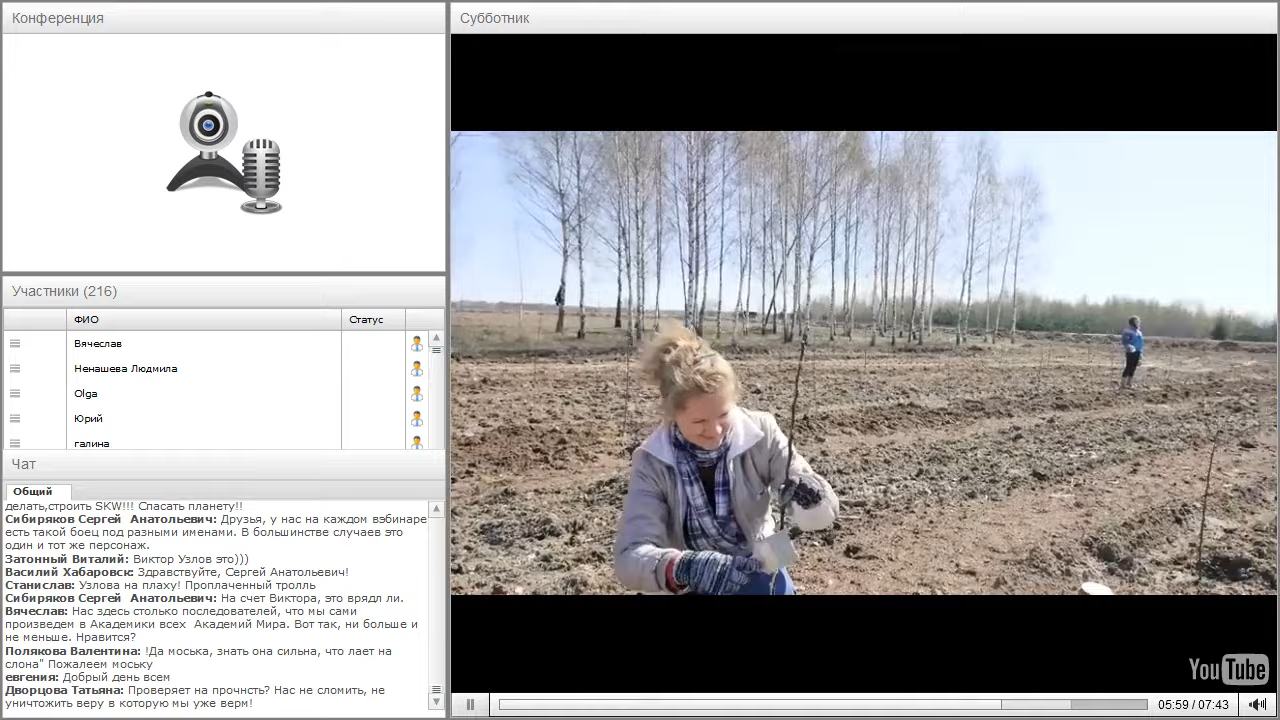 Конференция
Субботник
Участники (216)
ФИО
Статус
Вячеслав
Ненашева Людмила
Olga
Юрий
галина
Чат
Общий
делать,строить SKW!!! Спасать планету!!
Сибиряков Сергей Анатольевич: Друзья, у нас на каждом вэбинаре
есть такой боец под разными именами. В большинстве случаев это
один и тот же персонаж.
Затонный Виталий: Виктор Узлов это)))
Василий Хабаровск: Здравствуйте, Сергей Анатольевич!
Станислав: Узлова на плаху! Проплаченный тролль
Сибиряков Сергей Анатольевич: На счет Виктора, это врядл ли.
Вячеслав: Нас здесь столько последователей, что мы сами
произведем в Академики всех Академий Мира. Вот так, ни больше и
не меньше. Нравится?
Полякова Валентина: !Да моська, знать она сильна, что лает на
слона" Пожалеем моську
евгения: Добрый день всем
Дворцова Татьяна: Проверяет на прочнсть? Нас не сломить, не
уничтожить веру в которую мы уже верм!
YouTube
05:59 / 07:43